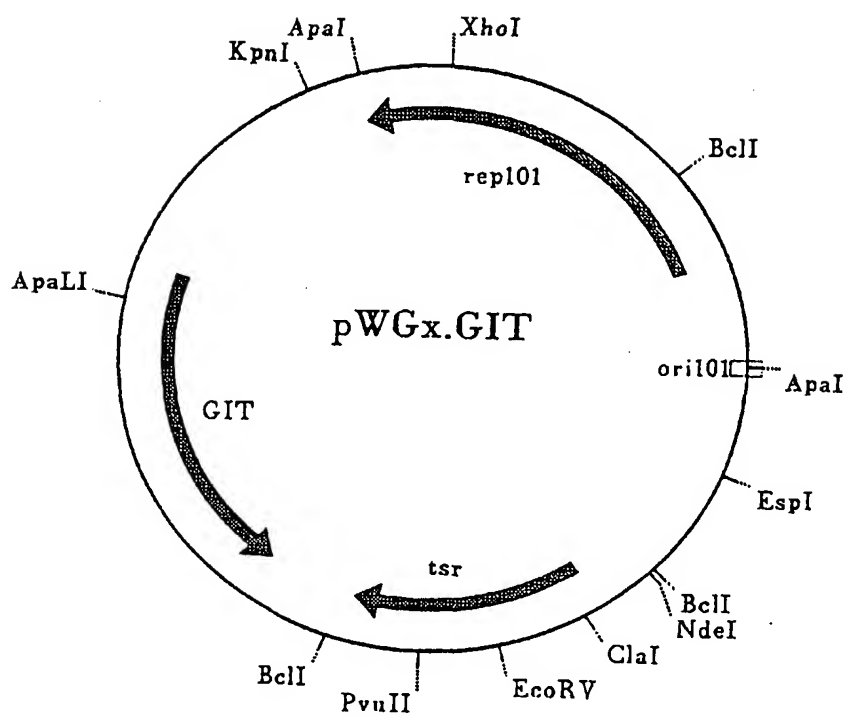 ApaI
XhoI
KpnI
BclI
rep101
ApaLI
pWGx.GIT
ori101
ApaI
GIT
EspI
tsr
BclI
NdeI
ClaI
BclI
EcoRV
PvuII